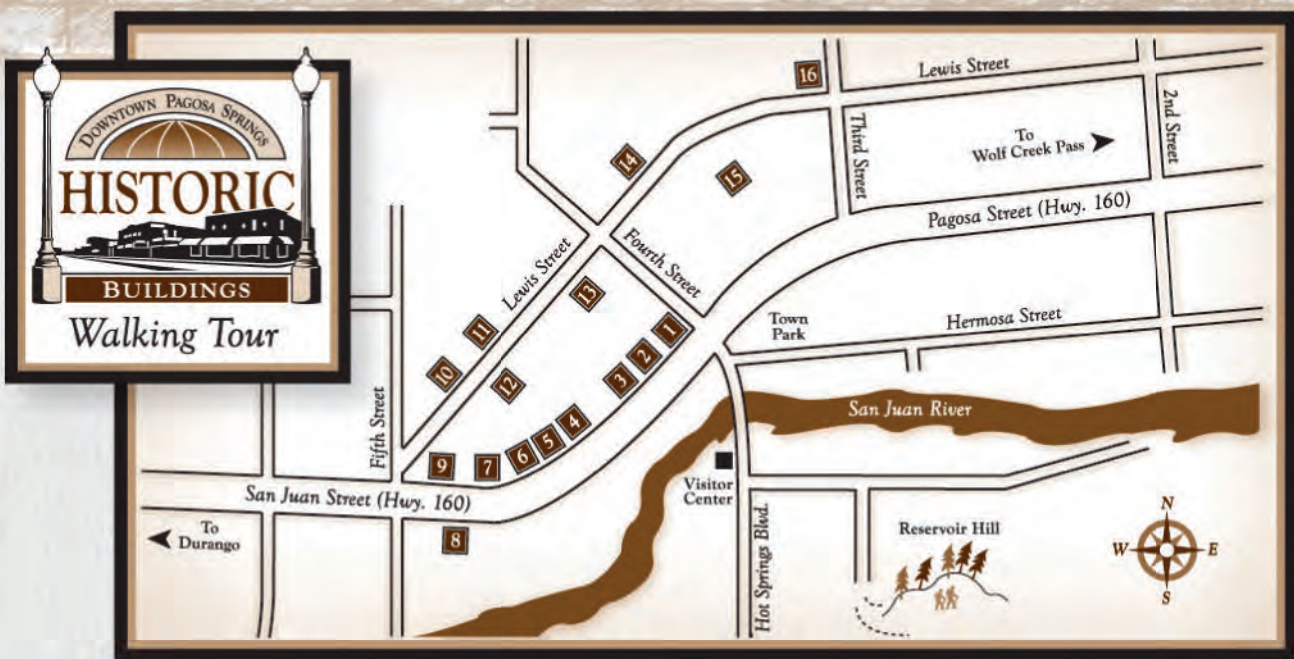 DOWNTOWN PAGOSA SPRINGS
HISTORIC
BUILDINGS
Walking Tour
16
Lewis Street
2nd Street
Third Street
To
Wolf Creek Pass
14
15
Pagosa Street (Hwy. 160)
Fourth Street
Lewis Street
13
11
10
12
1
2
3
4
5
6
7
9
8
Town
Park
Hermosa Street
San Juan River
Fifth Street
San Juan Street (Hwy. 160)
To
Durango
Visitor
Center
Hot Springs Blvd.
Reservoir Hill
N
W
E
S